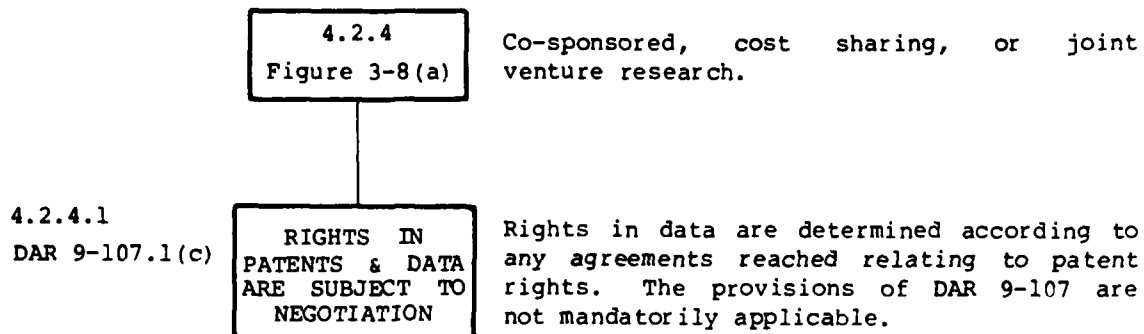 4.2.4
Figure 3-8(a)
Co-sponsored, cost sharing, or joint
venture research.
4.2.4.1
DAR 9-107.1(c)
RIGHTS IN
PATENTS & DATA
ARE SUBJECT TO
NEGOTIATION
Rights in data are determined according to
any agreements reached relating to patent
rights. The provisions of DAR 9-107 are
not mandatorily applicable.